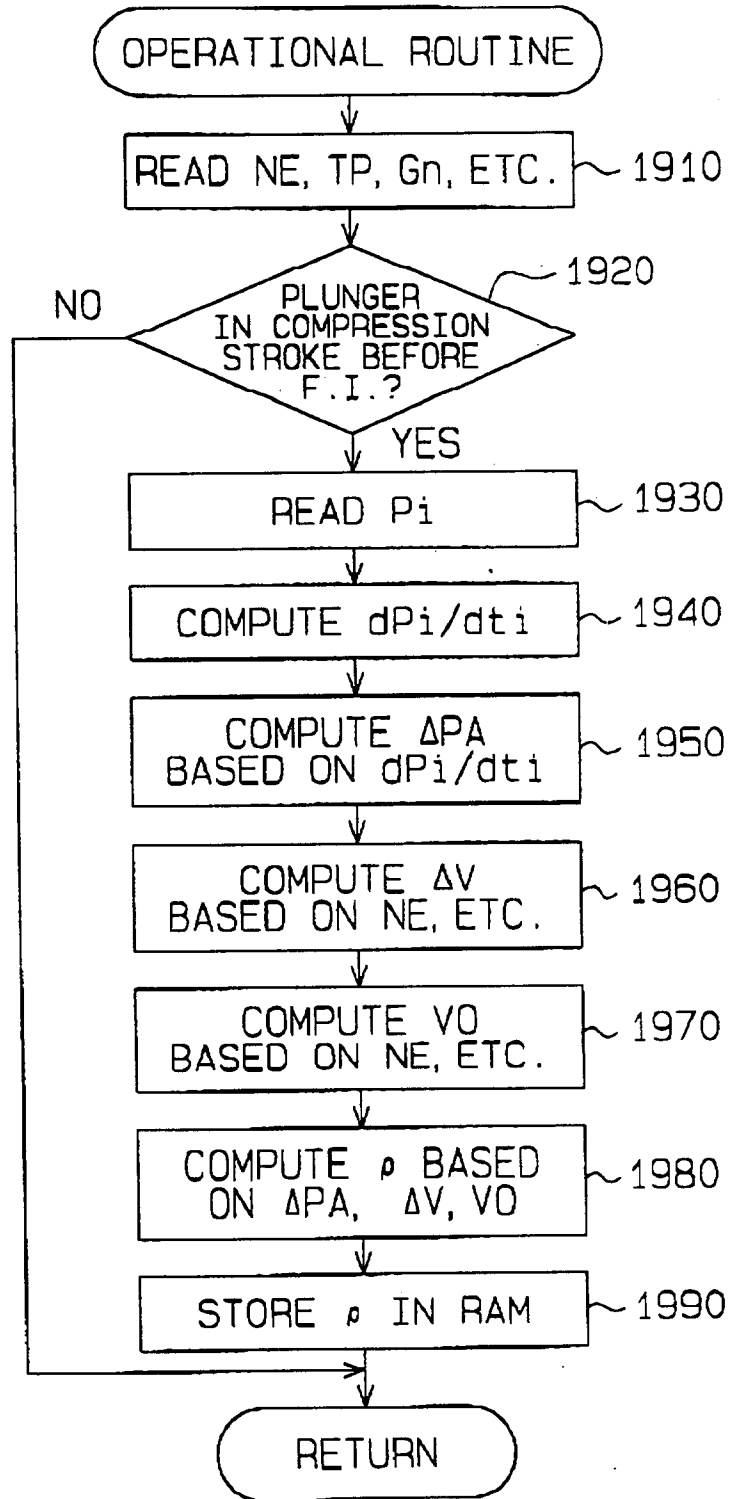 OPERATIONAL ROUTINE
READ NE, TP, Gn, ETC.
1910
1920
NO
PLUNGER
IN COMPRESSION
STROKE BEFORE
F.I.?
YES
READ Pi
1930
COMPUTE dPi/dti
1940
COMPUTE ΔPA
BASED ON dPi/dti
1950
COMPUTE ΔV
BASED ON NE, ETC.
1960
COMPUTE VO
BASED ON NE, ETC.
1970
COMPUTE ρ BASED
ON ΔPA, ΔV, VO
1980
STORE ρ IN RAM
1990
RETURN